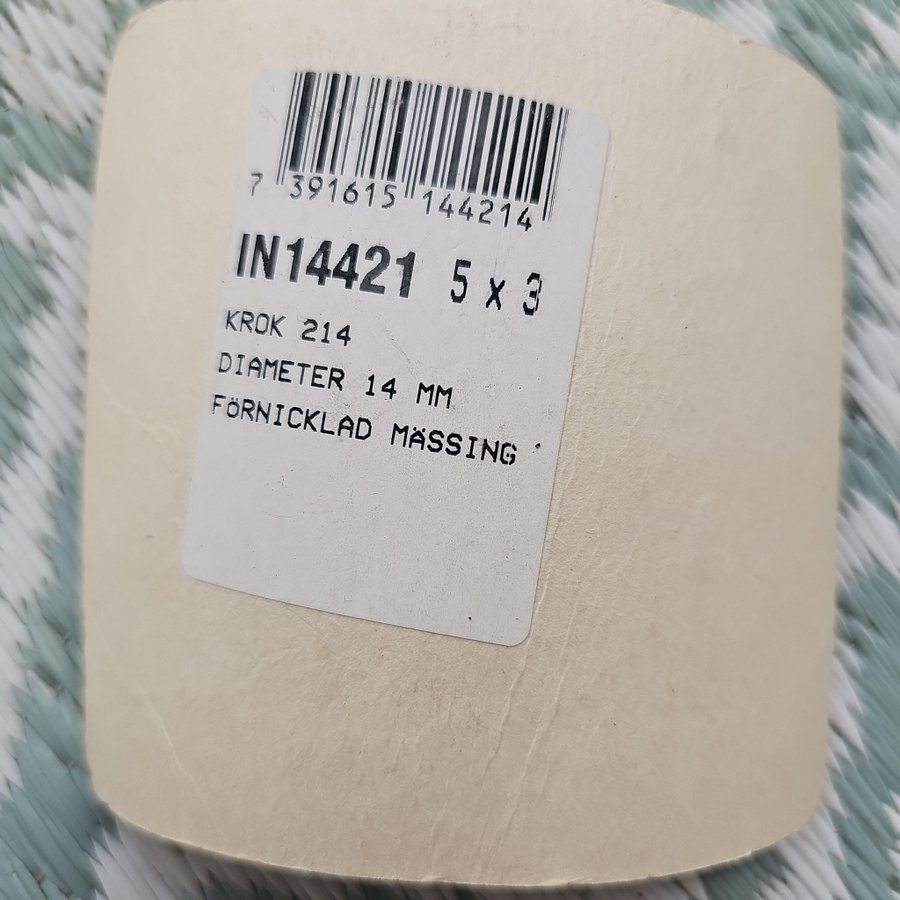 7 391615 144214
IN14421 5 x 3
KROK 214
DIAMETER 14 MM
FÖRNICKLAD MÄSSING